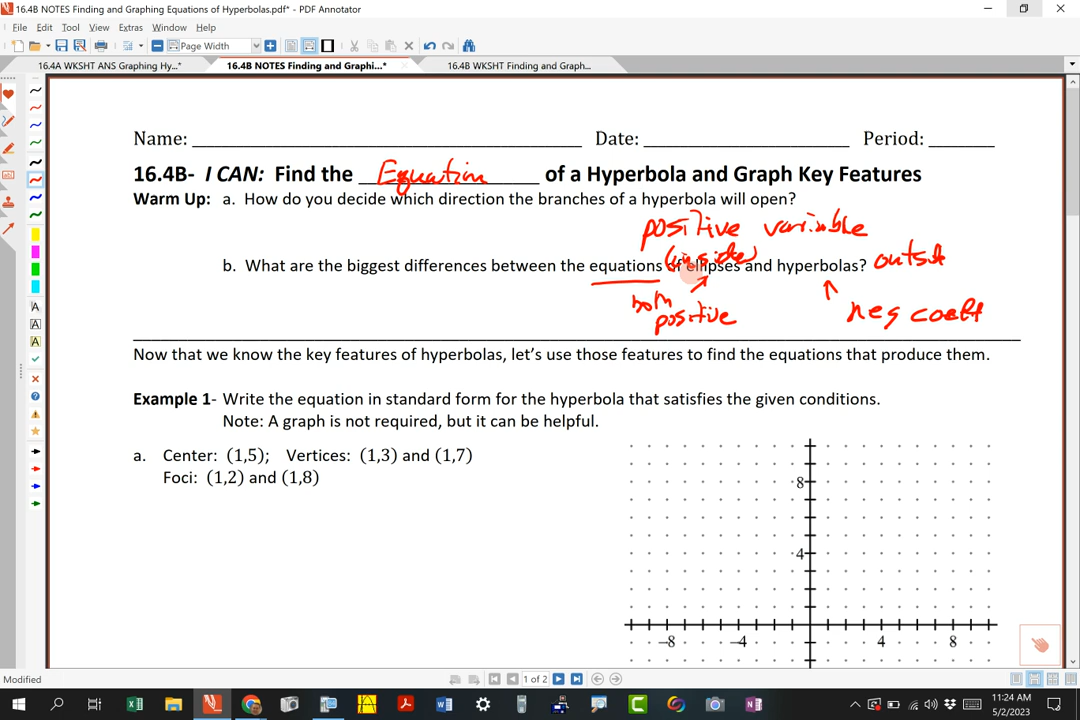 16.4B NOTES Finding and Graphing Equations of Hyperbolas.pdf* - PDF Annotator
File Edit Tool View Extras Window Help
Page Width
16.4A WKSHT ANS Graphing Hy...* 16.4B NOTES Finding and Graphi...* 16.4B WKSHT Finding and Graph...
Name: Date: Period:
16.4B- I CAN: Find the Equation of a Hyperbola and Graph Key Features
Warm Up: a. How do you decide which direction the branches of a hyperbola will open?
positive variable
(inside)
b. What are the biggest differences between the equations of ellipses and hyperbolas? outside
both positive
neg coeff
Now that we know the key features of hyperbolas, let's use those features to find the equations that produce them.
Example 1- Write the equation in standard form for the hyperbola that satisfies the given conditions.
Note: A graph is not required, but it can be helpful.
a. Center: (1,5); Vertices: (1,3) and (1,7)
Foci: (1,2) and (1,8)
8
4
-8 -4 4 8
Modified
1 of 2
11:24 AM
5/2/2023